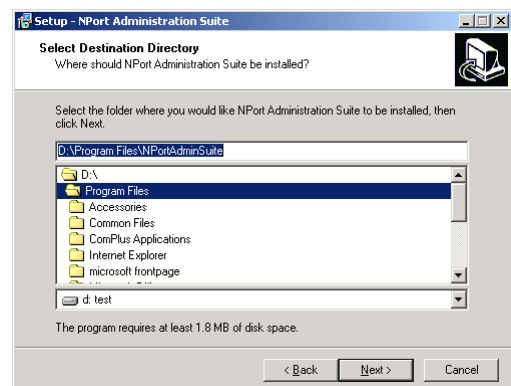 Setup - NPort Administration Suite
Select Destination Directory
Where should NPort Administration Suite be installed?
Select the folder where you would like NPort Administration Suite to be installed, then
click Next.
D:\Program Files\NPortAdminSuite
D:\
Program Files
Accessories
Common Files
ComPlus Applications
Internet Explorer
microsoft frontpage
d: test
The program requires at least 1.8 MB of disk space.
< Back
Next >
Cancel